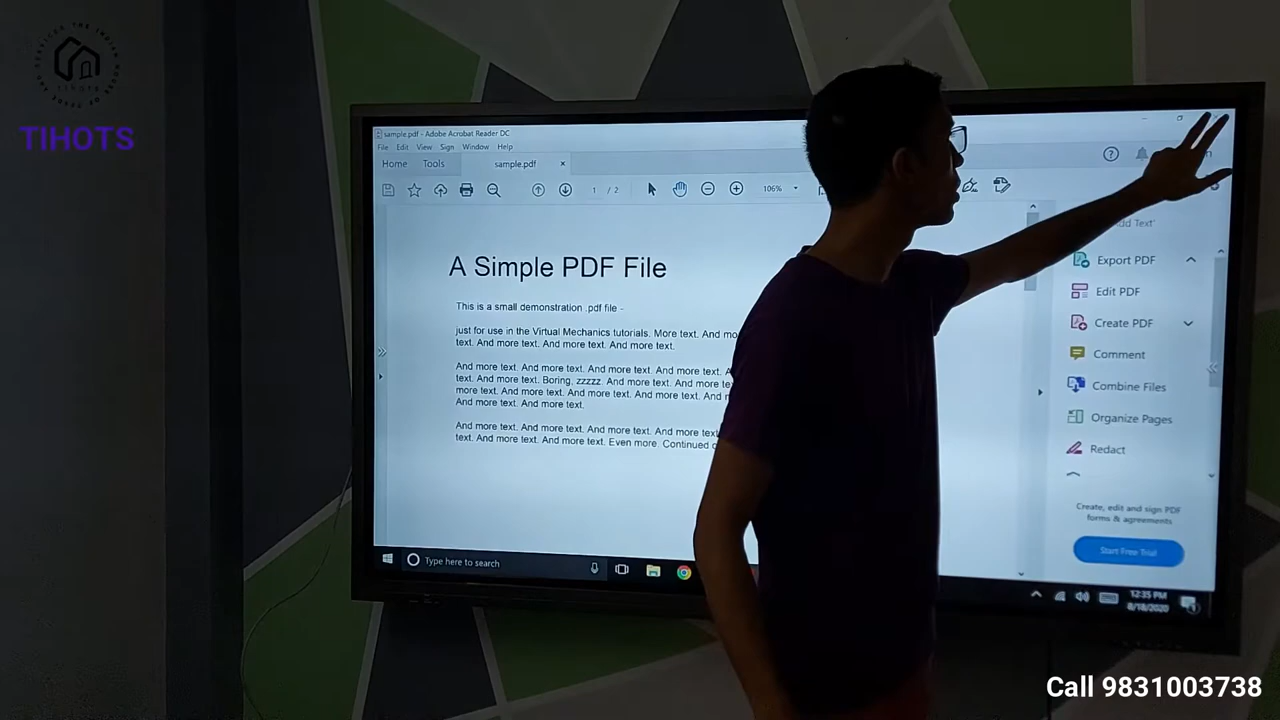 TIHOTS
sample.pdf - Adobe Acrobat Reader DC
File Edit View Sign Window Help
Home Tools sample.pdf ×
1 / 2 106%
A Simple PDF File
This is a small demonstration .pdf file -
just for use in the Virtual Mechanics tutorials. More text. And
text. And more text. And more text. And more text.
And more text. And more text. And more text. And more text.
text. And more text. Boring, zzzzz. And more text. And more
more text. And more text. And more text. And more text. And
And more text. And more text.
And more text. And more text. And more text. And more text.
text. And more text. And more text. Even more. Continued
Text'
Export PDF
Edit PDF
Create PDF
Comment
Combine Files
Organize Pages
Redact
Create, edit and sign PDF
forms & agreements
Start Free Trial
Type here to search
12:35 PM
8/18/2020
Call 9831003738